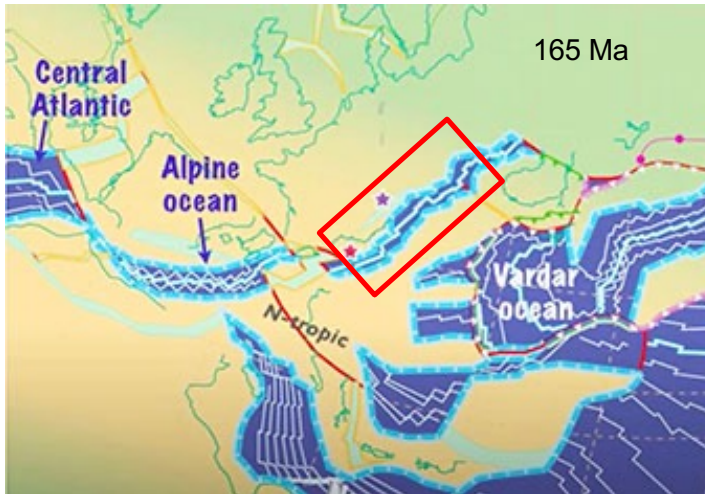 165 Ma
Central
Atlantic
Alpine
ocean
Vardar
ocean
N-tropic